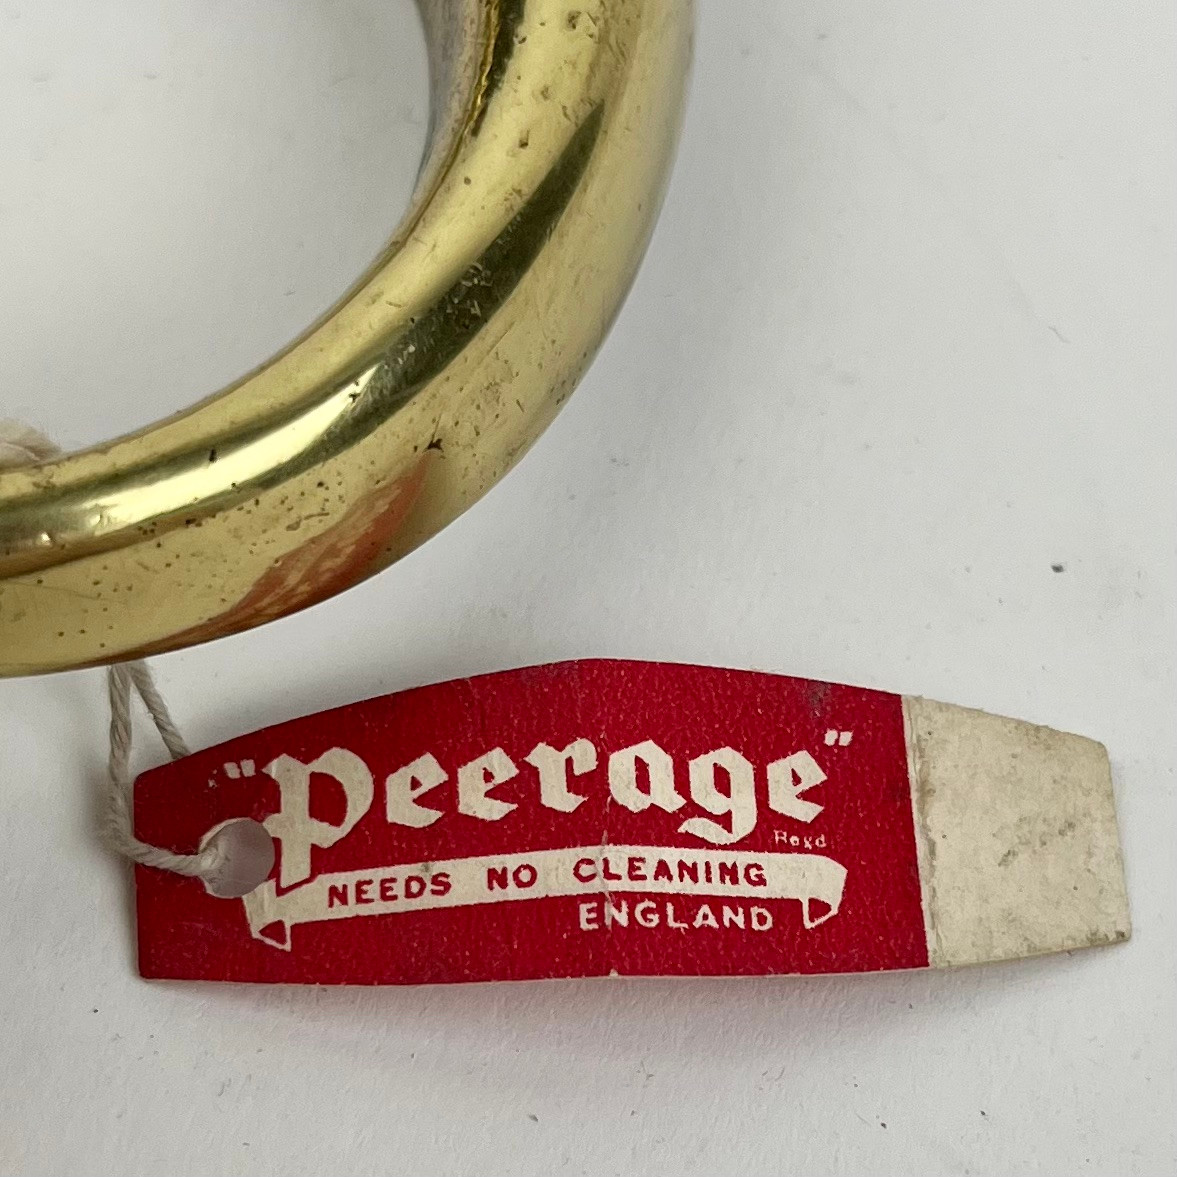 "Peerage"
Regd
NEEDS NO CLEANING
ENGLAND